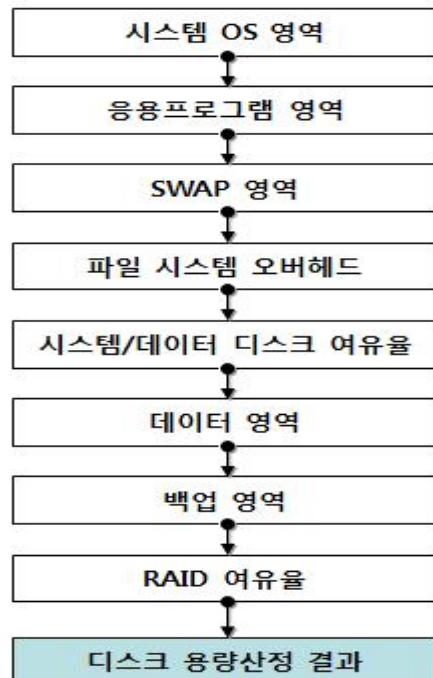 시스템 OS 영역
응용프로그램 영역
SWAP 영역
파일 시스템 오버헤드
시스템/데이터 디스크 여유율
데이터 영역
백업 영역
RAID 여유율
디스크 용량산정 결과